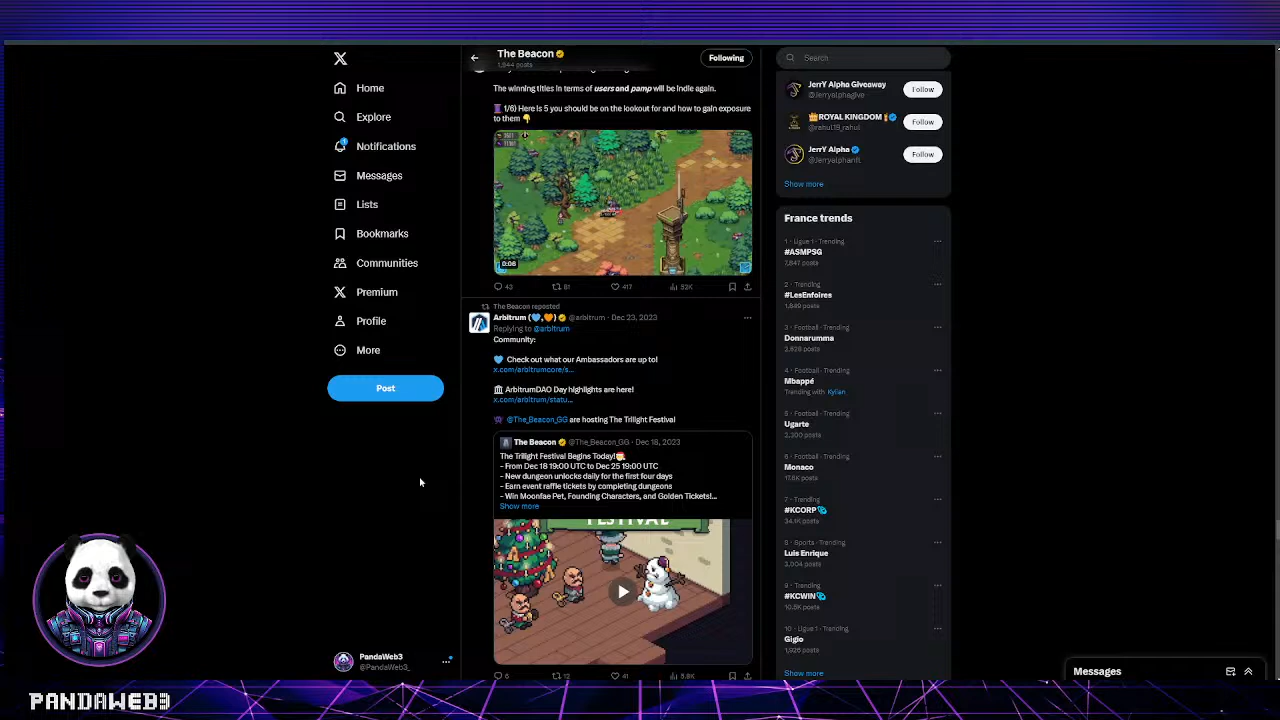 Home
Explore
Notifications
Messages
Lists
Bookmarks
Communities
Premium
Profile
More
Post
PandaWeb3
@PandaWeb3_
PANDAWEB3
The Beacon
1,944 posts
Following
The winning titles in terms of users and pamp will be indie again.
1/6) Here is 5 you should be on the lookout for and how to gain exposure
to them
0:06
43 81 417 53K
The Beacon reposted
Arbitrum @arbitrum · Dec 23, 2023
Replying to @arbitrum
Community:
Check out what our Ambassadors are up to!
x.com/arbitrumcore/s...
ArbitrumDAO Day highlights are here!
x.com/arbitrum/statu...
@The_Beacon_GG are hosting The Trilight Festival
The Beacon @The_Beacon_GG · Dec 18, 2023
The Trilight Festival Begins Today!
- From Dec 18 19:00 UTC to Dec 25 19:00 UTC
- New dungeon unlocks daily for the first four days
- Earn event raffle tickets by completing dungeons
- Win Moonfae Pet, Founding Characters, and Golden Tickets!...
Show more
FESTIVAL
6 12 41 5.9K
Search
JerrY Alpha Giveaway
@Jerryalphagive
Follow
ROYAL KINGDOM
@rahul19_rahul
Follow
JerrY Alpha
@Jerryalphanft
Follow
Show more
France trends
1 · Ligue 1 · Trending
#ASMPSG
7,847 posts
2 · Trending
#LesEnfoires
1,889 posts
3 · Football · Trending
Donnarumma
2,626 posts
4 · Football · Trending
Mbappé
Trending with Kylian
5 · Football · Trending
Ugarte
2,300 posts
6 · Football · Trending
Monaco
17.6K posts
7 · Trending
#KCORP
34.1K posts
8 · Sports · Trending
Luis Enrique
3,004 posts
9 · Trending
#KCWIN
10.5K posts
10 · Ligue 1 · Trending
Gigio
1,926 posts
Show more
Messages